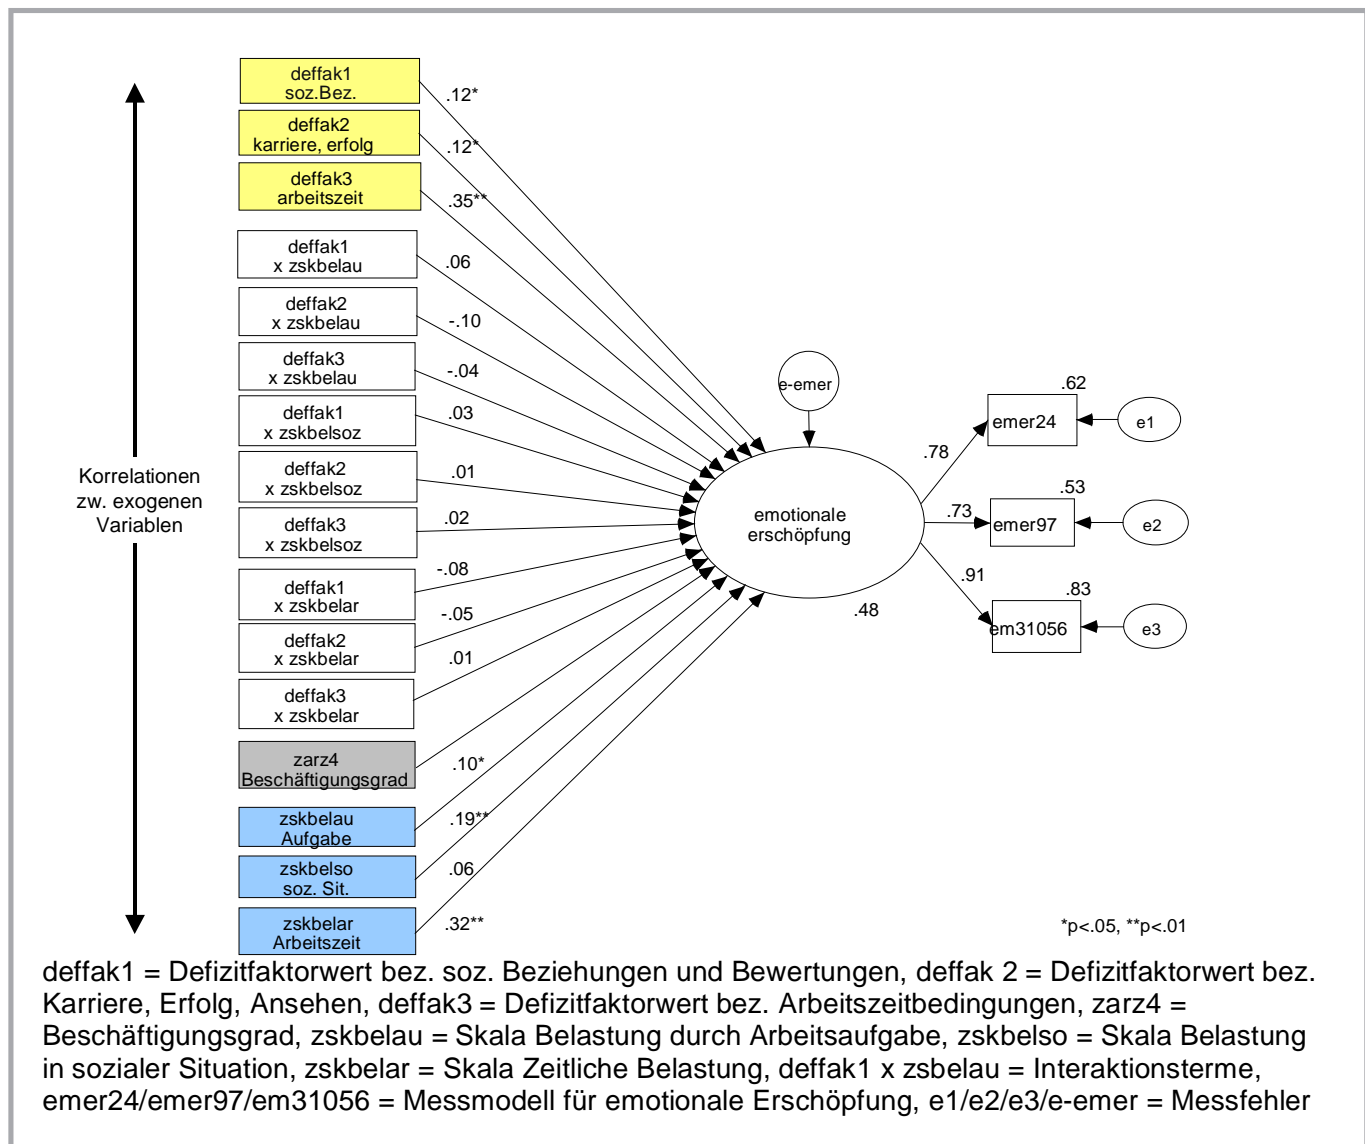 deffak1
soz.Bez.
.12*
deffak2
karriere, erfolg
.12*
deffak3
arbeitszeit
.35**
deffak1
x zskbelau
.06
deffak2
x zskbelau
-.10
deffak3
x zskbelau
-.04
deffak1
x zskbelsoz
.03
deffak2
x zskbelsoz
.01
deffak3
x zskbelsoz
.02
deffak1
x zskbelar
-.08
deffak2
x zskbelar
-.05
deffak3
x zskbelar
.01
zarz4
Beschäftigungsgrad
.10*
zskbelau
Aufgabe
.19**
zskbelso
soz. Sit.
.06
zskbelar
Arbeitszeit
.32**
Korrelationen
zw. exogenen
Variablen
e-emer
emotionale
erschöpfung
.48
.78
.62
emer24
e1
.73
.53
emer97
e2
.91
.83
em31056
e3
*p<.05, **p<.01
deffak1 = Defizitfaktorwert bez. soz. Beziehungen und Bewertungen, deffak 2 = Defizitfaktorwert bez.
Karriere, Erfolg, Ansehen, deffak3 = Defizitfaktorwert bez. Arbeitszeitbedingungen, zarz4 =
Beschäftigungsgrad, zskbelau = Skala Belastung durch Arbeitsaufgabe, zskbelso = Skala Belastung
in sozialer Situation, zskbelar = Skala Zeitliche Belastung, deffak1 x zsbelau = Interaktionsterme,
emer24/emer97/em31056 = Messmodell für emotionale Erschöpfung, e1/e2/e3/e-emer = Messfehler